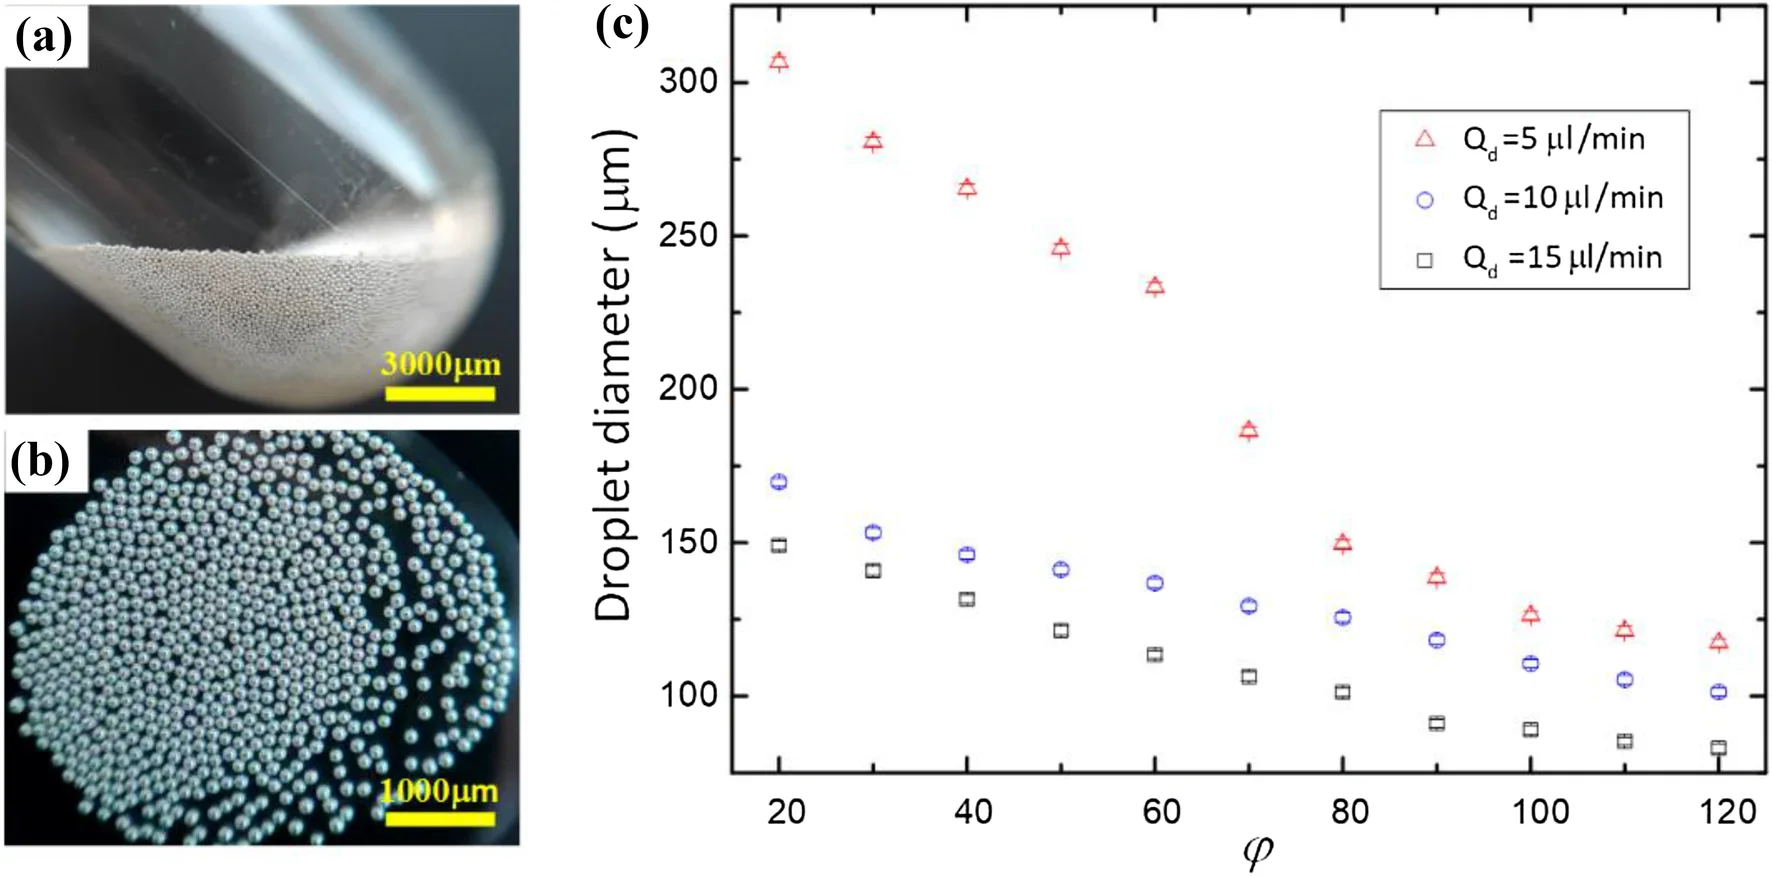 (a)
3000μm
(b)
1000μm
(c)
Droplet diameter (μm)
300
250
200
150
100
20 40 60 80 100 120
φ
Q_d =5 μl/min
Q_d =10 μl/min
Q_d =15 μl/min